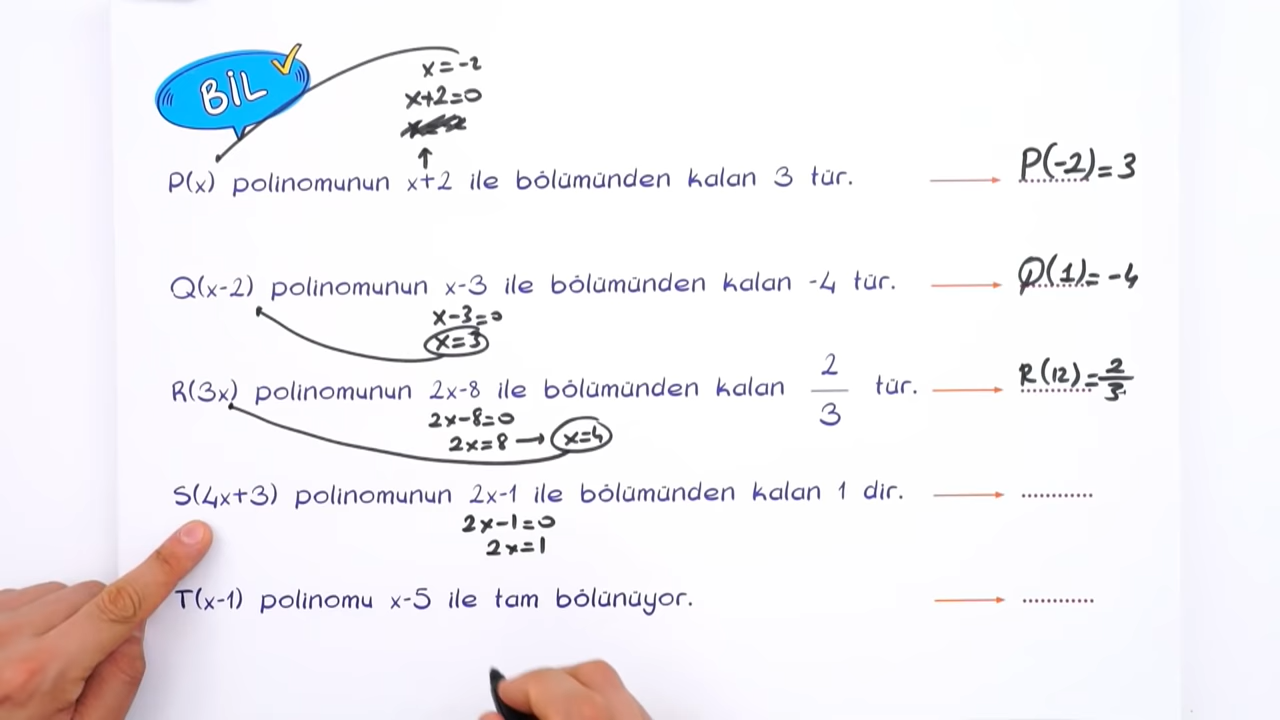 BİL
x=-2
x+2=0
P(x) polinomunun x+2 ile bölümünden kalan 3 tür. P(-2)=3
Q(x-2) polinomunun x-3 ile bölümünden kalan -4 tür. Q(1)=-4
x-3=0
x=3
R(3x) polinomunun 2x-8 ile bölümünden kalan 2/3 tür. R(12)=2/3
2x-8=0
2x=8 → x=4
S(4x+3) polinomunun 2x-1 ile bölümünden kalan 1 dir. ............
2x-1=0
2x=1
T(x-1) polinomu x-5 ile tam bölünüyor. ............